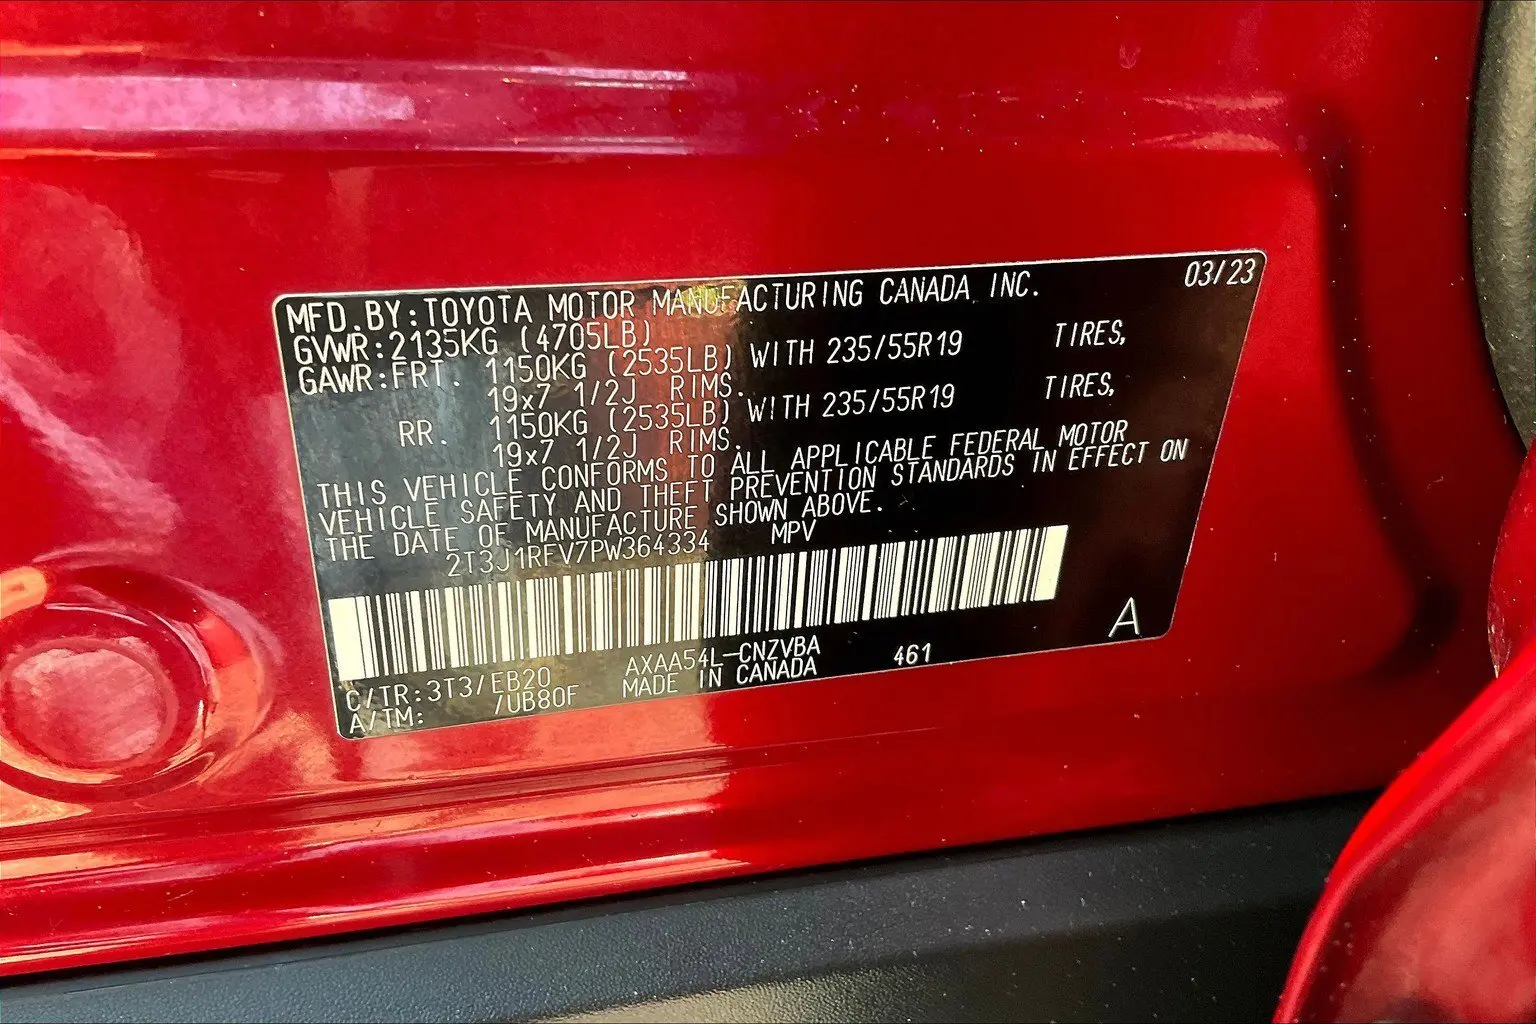 MFD.BY:TOYOTA MOTOR MANUFACTURING CANADA INC. 03/23
GVWR:2135KG (4705LB)
GAWR:FRT. 1150KG (2535LB) WITH 235/55R19 TIRES,
19x7 1/2J RIMS.
RR. 1150KG (2535LB) WITH 235/55R19 TIRES,
19x7 1/2J RIMS.
THIS VEHICLE CONFORMS TO ALL APPLICABLE FEDERAL MOTOR
VEHICLE SAFETY AND THEFT PREVENTION STANDARDS IN EFFECT ON
THE DATE OF MANUFACTURE SHOWN ABOVE.
2T3J1RFV7PW364334 MPV
C/TR:3T3/EB20 AXAA54L-CNZVBA 461 A
A/TM: /UB80F MADE IN CANADA